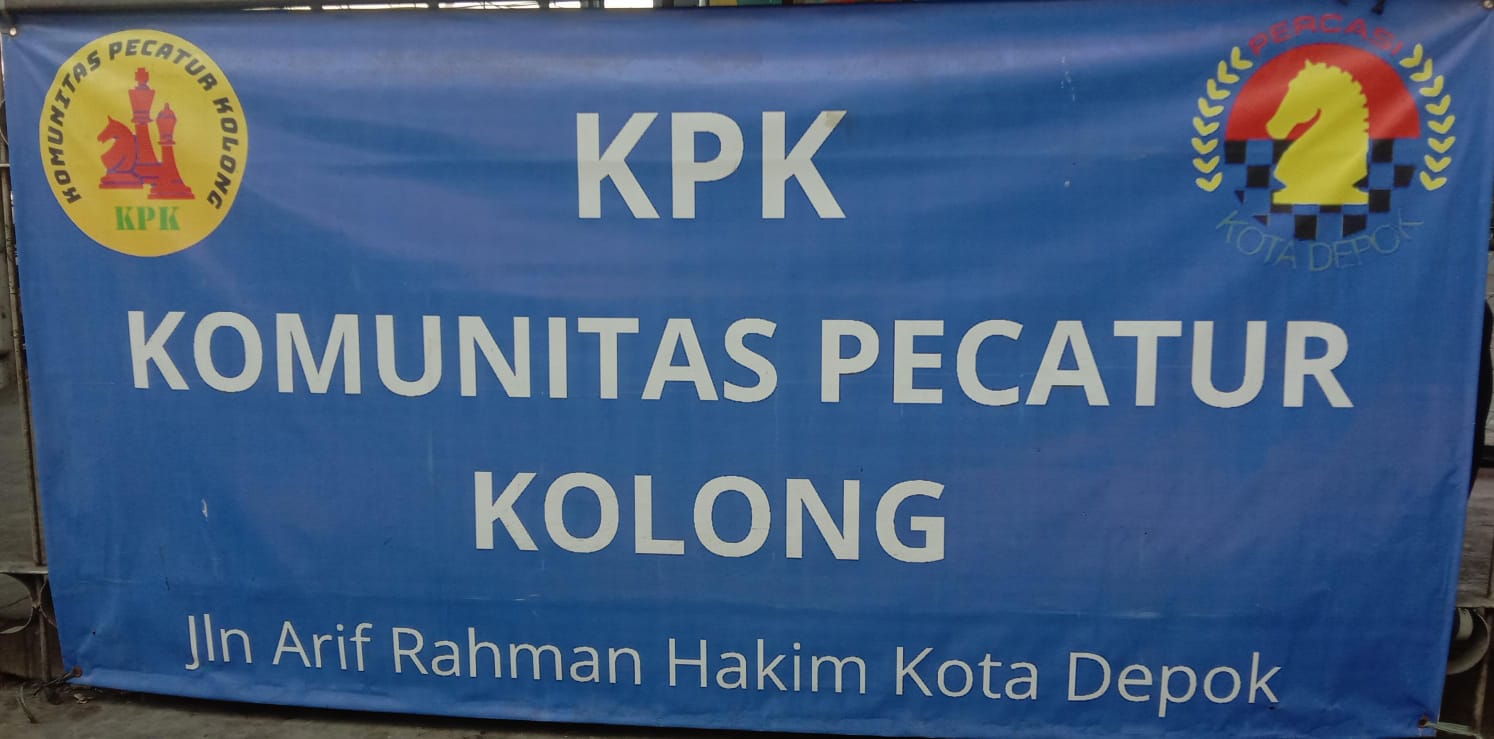 KOMUNITAS PECATUR KOLONG
KPK
PERCASI
KOTA DEPOK
KPK
KOMUNITAS PECATUR
KOLONG
Jln Arif Rahman Hakim Kota Depok